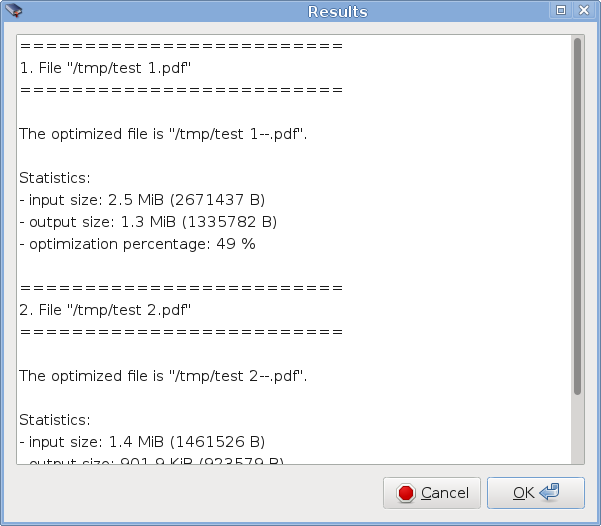 Results
=========================
1. File "/tmp/test 1.pdf"
=========================
The optimized file is "/tmp/test 1--.pdf".
Statistics:
- input size: 2.5 MiB (2671437 B)
- output size: 1.3 MiB (1335782 B)
- optimization percentage: 49 %
=========================
2. File "/tmp/test 2.pdf"
=========================
The optimized file is "/tmp/test 2--.pdf".
Statistics:
- input size: 1.4 MiB (1461526 B)
- output size: 901.9 KiB (923579 B)
Cancel
OK